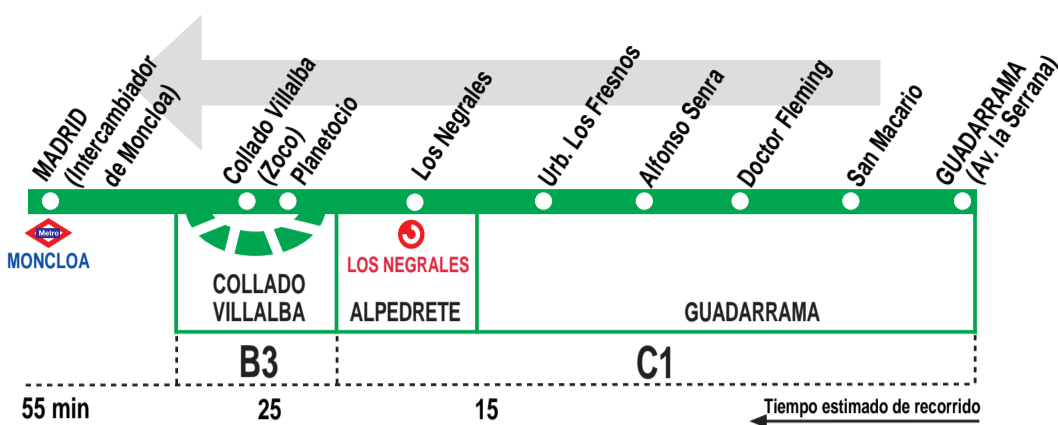 MADRID
(Intercambiador
de Moncloa)
Collado Villalba
(Zoco)
Planetocio
Los Negrales
Urb. Los Fresnos
Alfonso Senra
Doctor Fleming
San Macario
GUADARRAMA
(Av. la Serrana)
Metro
MONCLOA
LOS NEGRALES
COLLADO
VILLALBA
ALPEDRETE
GUADARRAMA
B3
C1
55 min
25
15
Tiempo estimado de recorrido